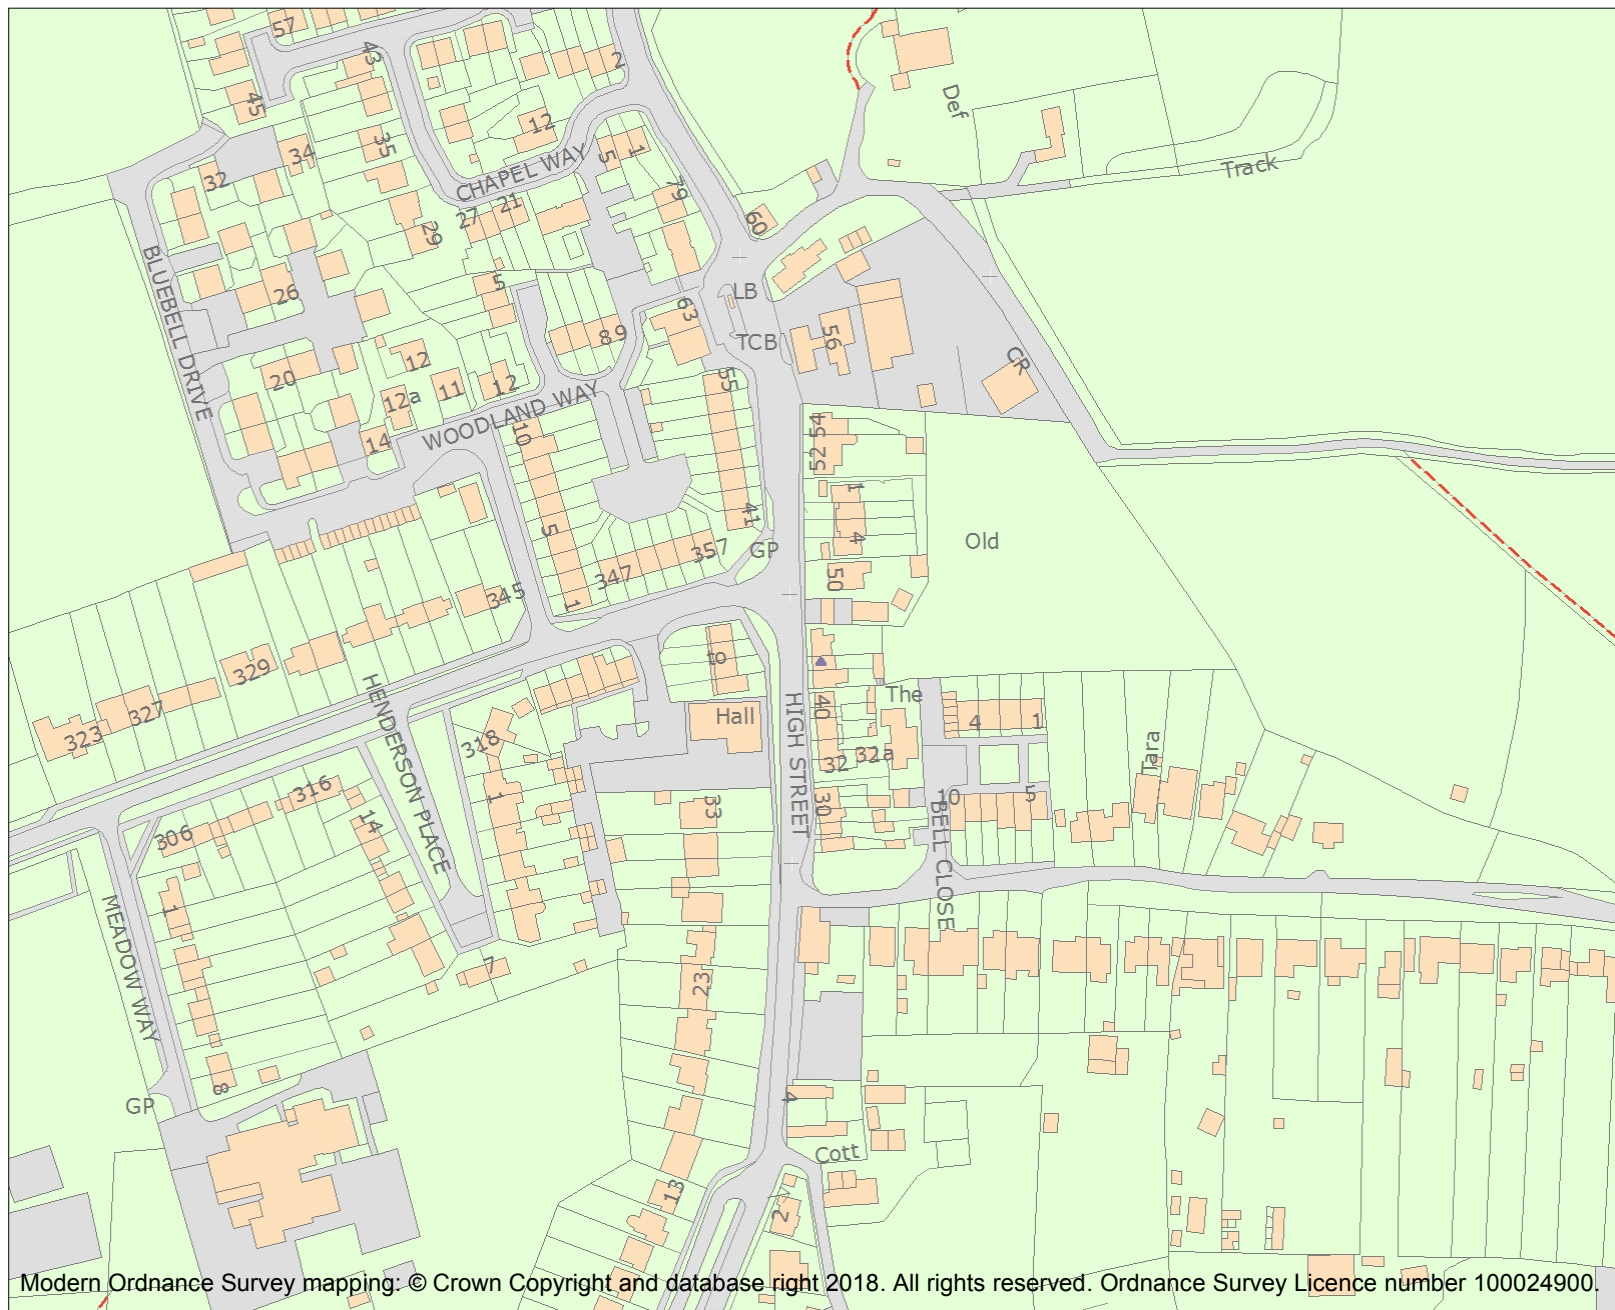 57
43
2
45
Def
12
35
34
5
1
CHAPEL WAY
Track
32
79
21
27
60
29
BLUEBELL DRIVE
5
26
LB
63
8 9
TCB
56
12
CR
20
55
12
11
12a
WOODLAND WAY
54
52
10
14
1
41
4
5
GP
357
Old
347
50
345
1
to
329
HENDERSON PLACE
The
40
327
HIGH STREET
Hall
4
1
323
318
32a
32
Tara
316
1
10
5
33
30
14
306
BELL CLOSE
1
MEADOW WAY
7
23
8
4
GP
Cott
13
2
Modern Ordnance Survey mapping: © Crown Copyright and database right 2018. All rights reserved. Ordnance Survey Licence number 100024900.